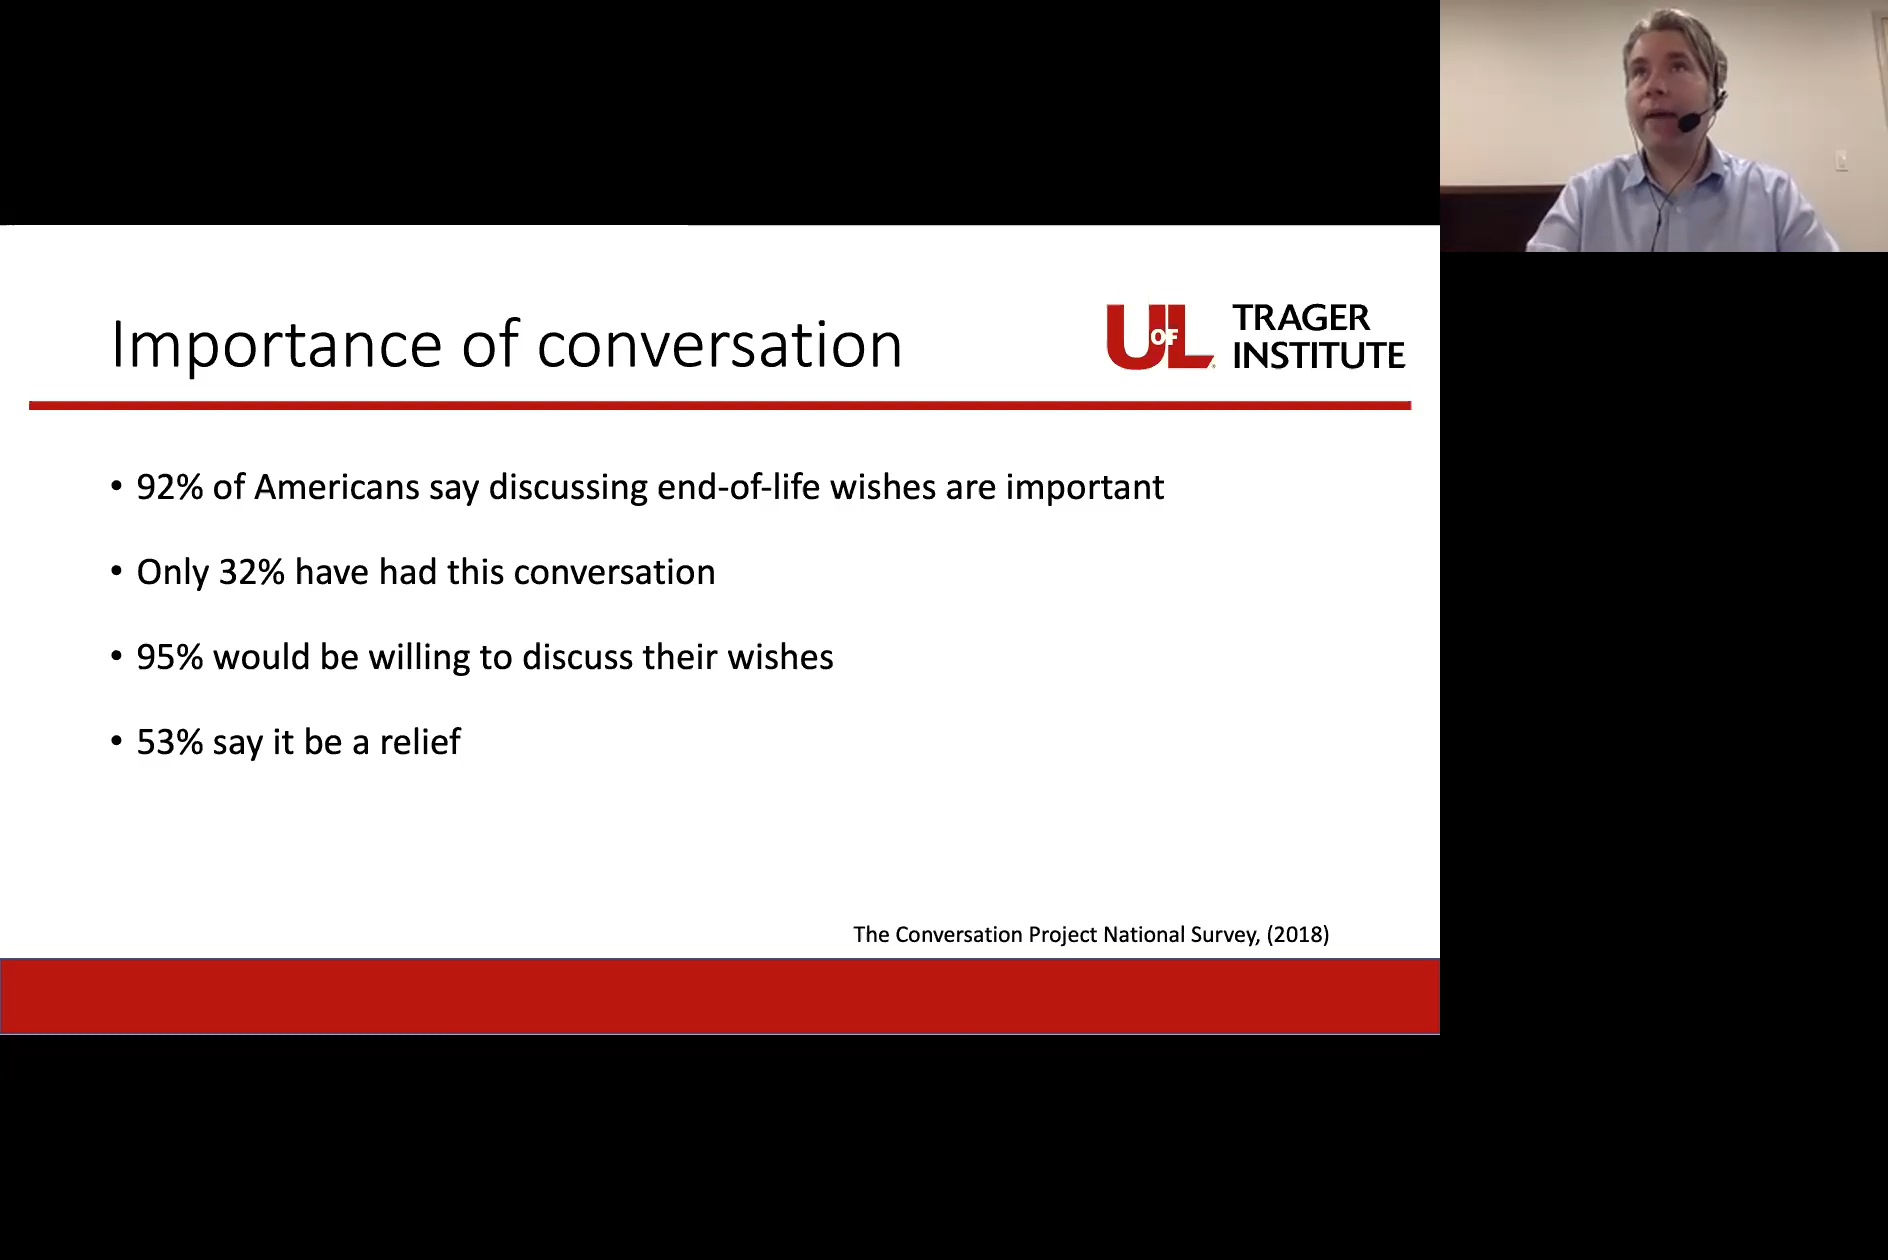 Importance of conversation
UOFL TRAGER
INSTITUTE
• 92% of Americans say discussing end-of-life wishes are important
• Only 32% have had this conversation
• 95% would be willing to discuss their wishes
• 53% say it be a relief
The Conversation Project National Survey, (2018)